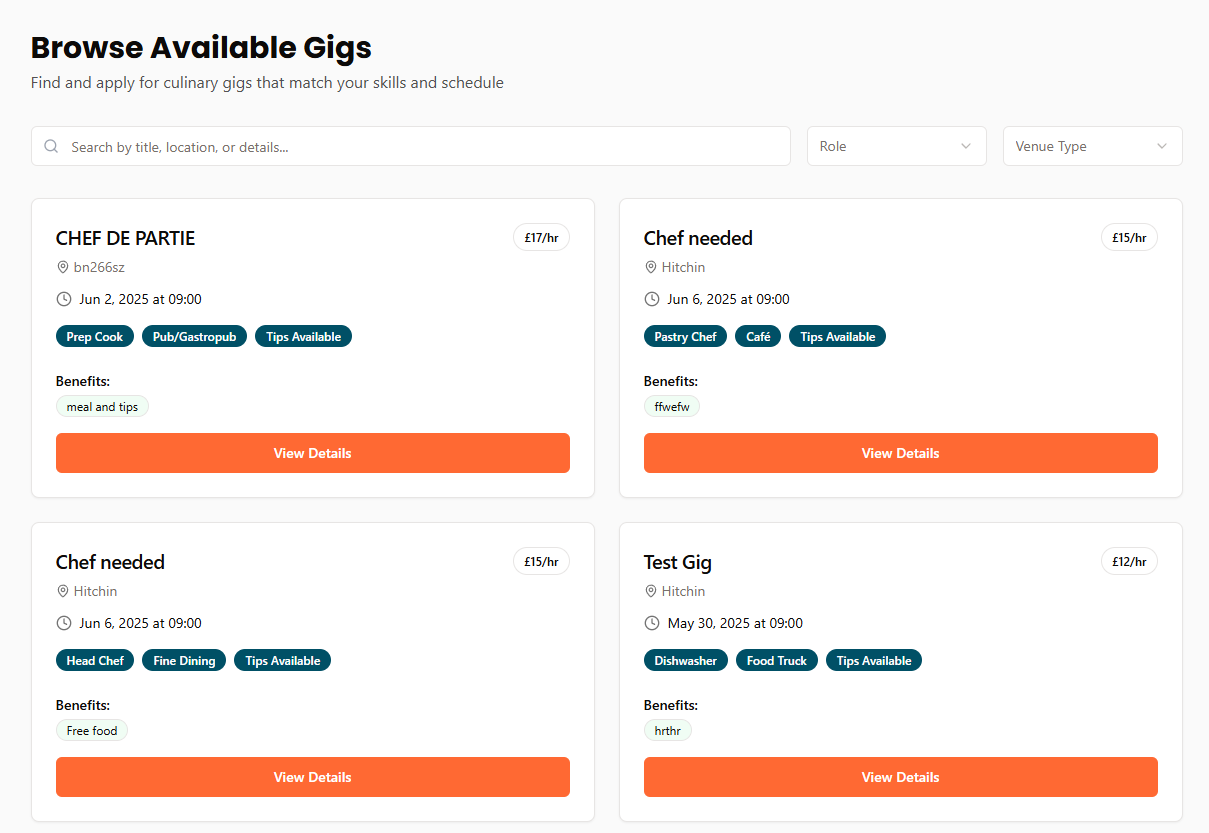 Browse Available Gigs
Find and apply for culinary gigs that match your skills and schedule
Search by title, location, or details...
Role
Venue Type
CHEF DE PARTIE
£17/hr
bn266sz
Jun 2, 2025 at 09:00
Prep Cook
Pub/Gastropub
Tips Available
Benefits:
meal and tips
View Details
Chef needed
£15/hr
Hitchin
Jun 6, 2025 at 09:00
Pastry Chef
Café
Tips Available
Benefits:
ffwefw
View Details
Chef needed
£15/hr
Hitchin
Jun 6, 2025 at 09:00
Head Chef
Fine Dining
Tips Available
Benefits:
Free food
View Details
Test Gig
£12/hr
Hitchin
May 30, 2025 at 09:00
Dishwasher
Food Truck
Tips Available
Benefits:
hrthr
View Details